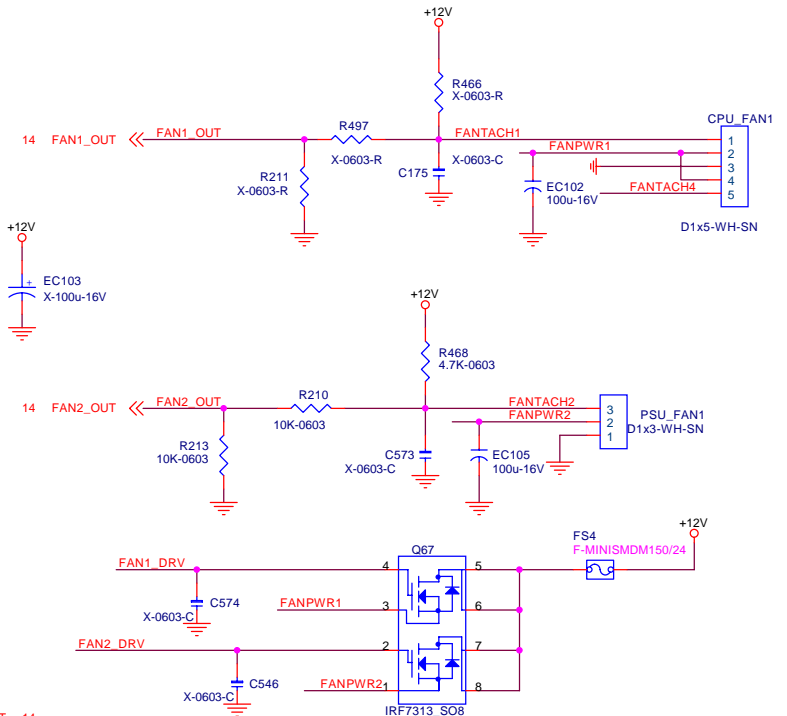 +12V
R466
X-0603-R
CPU_FAN1
14 FAN1_OUT FAN1_OUT R497 FANTACH1 1
X-0603-R X-0603-C FANPWR1 2
C175 3
R211
X-0603-R
EC102
100u-16V
4
FANTACH4 5
D1x5-WH-SN
+12V
EC103
+
X-100u-16V
+12V
R468
4.7K-0603
14 FAN2_OUT FAN2_OUT R210 FANTACH2 3
10K-0603 FANPWR2 2
1
PSU_FAN1
D1x3-WH-SN
R213
10K-0603
C573
X-0603-C
EC105
100u-16V
+12V
FS4
F-MINISMDM150/24
Q67
FAN1_DRV 4 5
C574
X-0603-C
FANPWR1 3 6
FAN2_DRV 2 7
C546
X-0603-C
FANPWR2 1 8
IRF7313_SO8